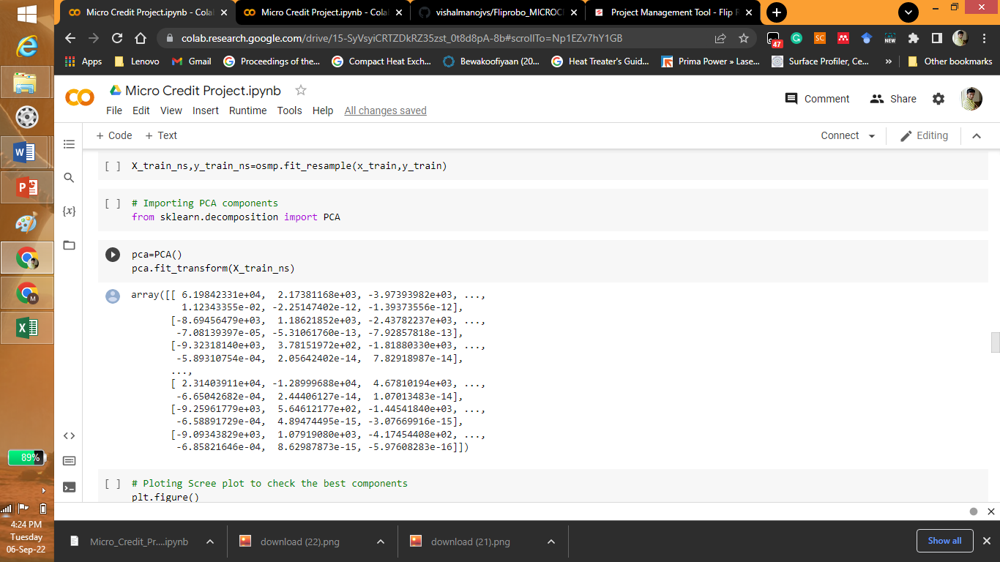 Micro Credit Project.ipynb - Colab
Micro Credit Project.ipynb - Colab
vishalmanojvs/Fliprobo_MICROC
Project Management Tool - Flip R
colab.research.google.com/drive/15-SyVsyiCRTZDkRZ35zst_0t8d8pA-8b#scrollTo=Np1EZv7hY1GB
SC
47
NEW
Apps
Lenovo
Gmail
Proceedings of the...
Compact Heat Exch...
Bewakoofiyaan (20...
Heat Treater's Guid...
Prima Power » Lase...
Surface Profiler, Ce...
»
Other bookmarks
Micro Credit Project.ipynb
Comment
Share
File Edit View Insert Runtime Tools Help All changes saved
+ Code + Text
Connect
Editing
[ ] X_train_ns,y_train_ns=osmp.fit_resample(x_train,y_train)
[ ] # Importing PCA components
from sklearn.decomposition import PCA
{x}
pca=PCA()
pca.fit_transform(X_train_ns)
array([[ 6.19842331e+04, 2.17381168e+03, -3.97393982e+03, ...,
1.12343355e-02, -2.25147402e-12, -1.39373556e-12],
[-8.69456479e+03, 1.18621852e+03, -2.43782237e+03, ...,
-7.08139397e-05, -5.31061760e-13, -7.92857818e-13],
[-9.32318140e+03, 3.78151972e+02, -1.81880330e+03, ...,
-5.89310754e-04, 2.05642402e-14, 7.82918987e-14],
...,
[ 2.31403911e+04, -1.28999688e+04, 4.67810194e+03, ...,
-6.65042682e-04, 2.44406127e-14, 1.07013483e-14],
[-9.25961779e+03, 5.64612177e+02, -1.44541840e+03, ...,
-6.58891729e-04, 4.89474495e-15, -3.07669916e-15],
[-9.09343829e+03, 1.07919080e+03, -4.17454408e+02, ...,
-6.85821646e-04, 8.62987873e-15, -5.97608283e-16]])
[ ] # Ploting Scree plot to check the best components
plt.figure()
89%
4:24 PM
Tuesday
06-Sep-22
Micro_Credit_Pr....ipynb
download (22).png
download (21).png
Show all